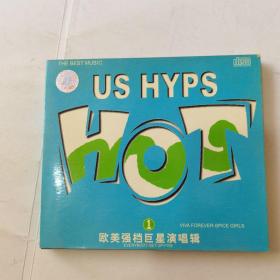 THE BEST MUSIC
US HYPS
HOT
1
VIVA FOREVER-SPICE GIRLS
欧美强档巨星演唱辑